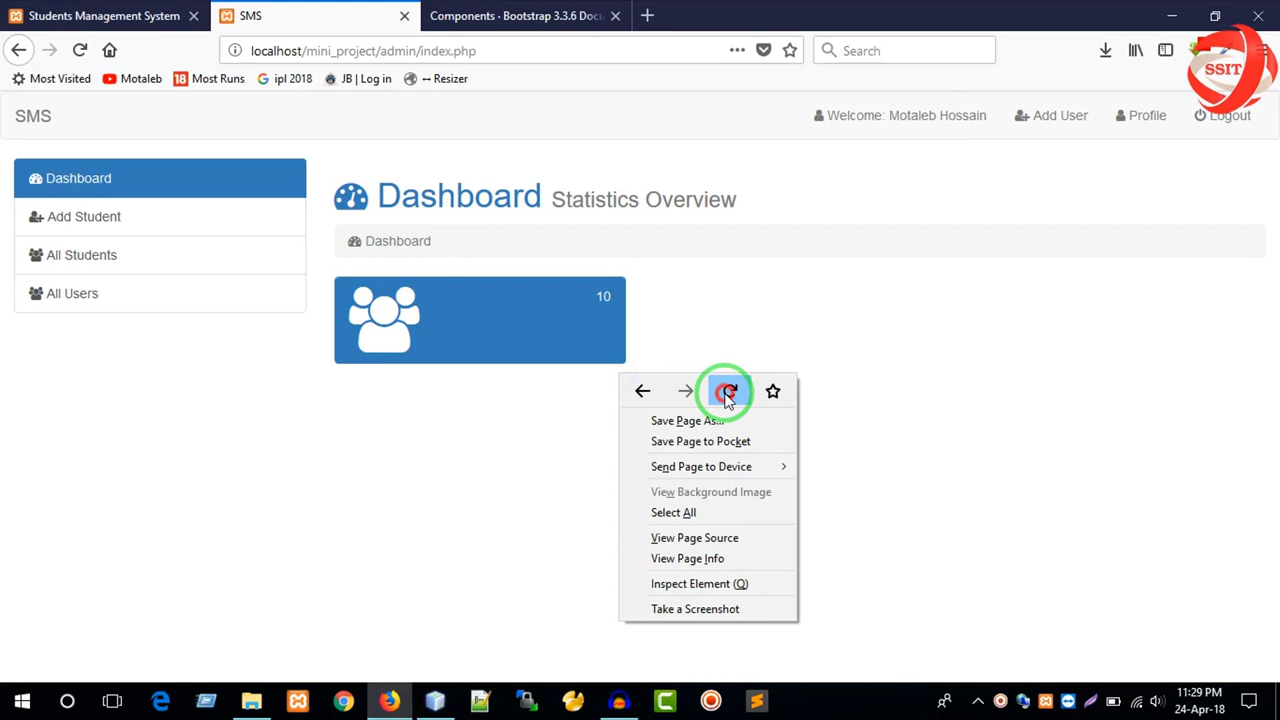 Students Management System
SMS
Components · Bootstrap 3.3.6 Docu
localhost/mini_project/admin/index.php
Search
Most Visited
Motaleb
18 Most Runs
G ipl 2018
JB | Log in
↔ Resizer
SSIT
SMS
Welcome: Motaleb Hossain
Add User
Profile
Logout
Dashboard
Add Student
All Students
All Users
Dashboard Statistics Overview
Dashboard
10
Save Page As...
Save Page to Pocket
Send Page to Device
View Background Image
Select All
View Page Source
View Page Info
Inspect Element (Q)
Take a Screenshot
11:29 PM
24-Apr-18